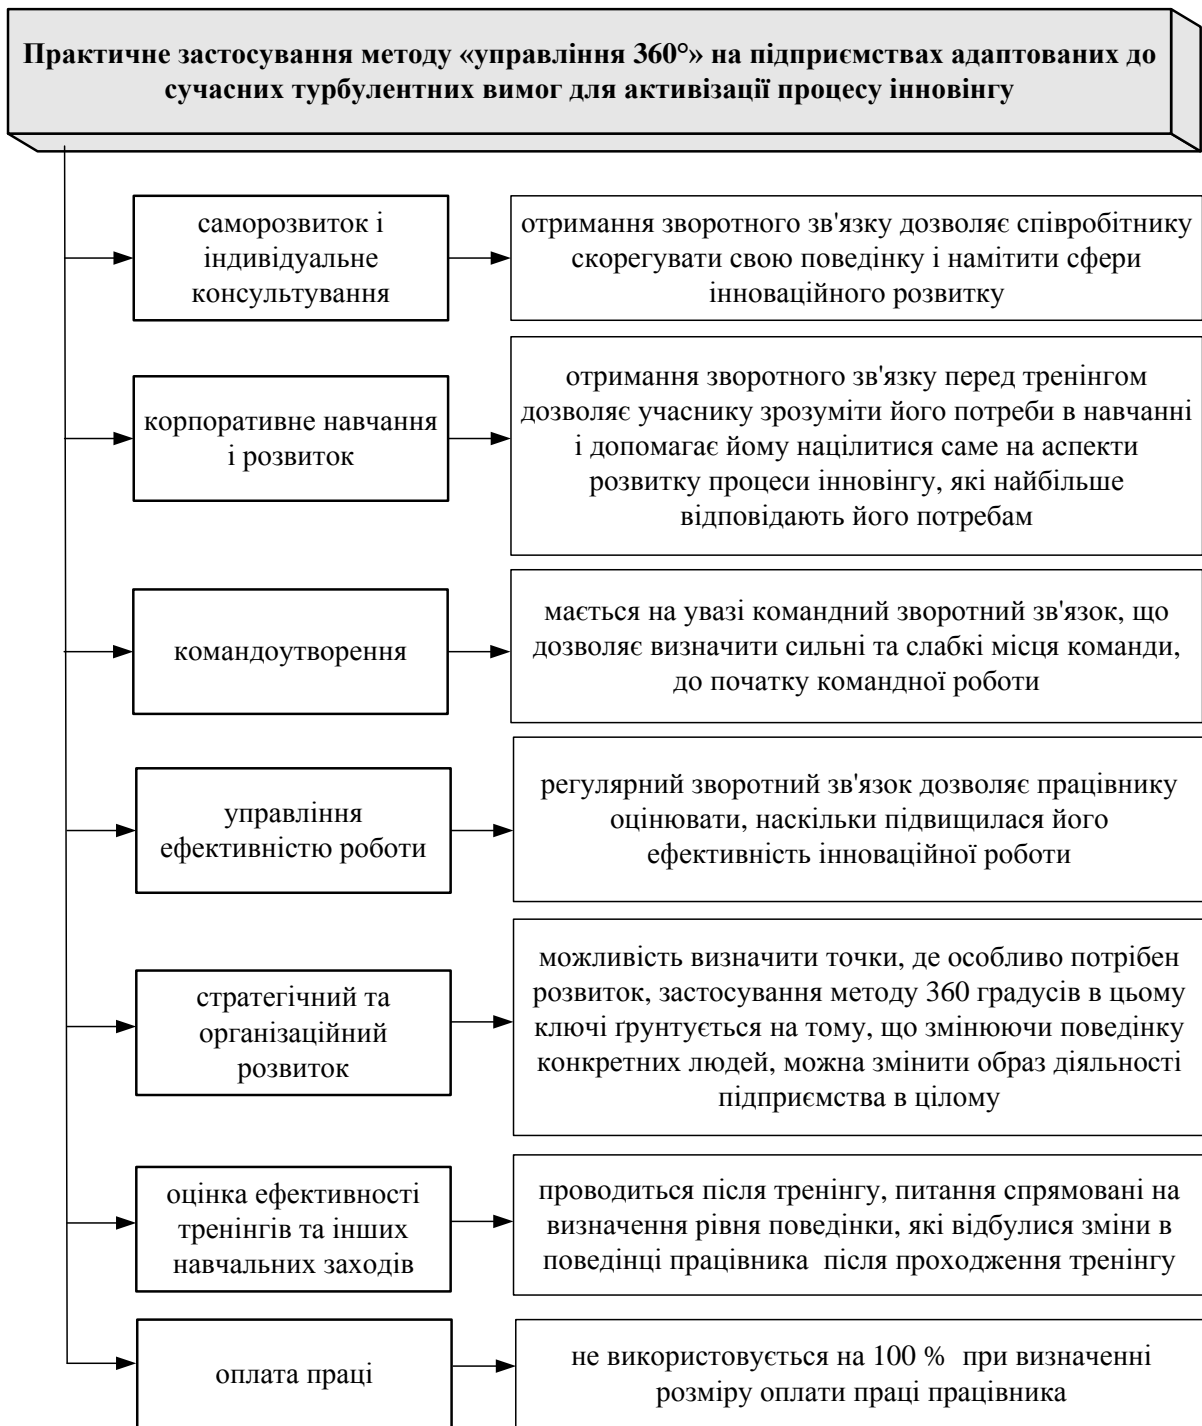 Практичне застосування методу «управління 360°» на підприємствах адаптованих до
сучасних турбулентних вимог для активізації процесу інновінгу
саморозвиток і
індивідуальне
консультування
отримання зворотного зв'язку дозволяє співробітнику
скорегувати свою поведінку і намітити сфери
інноваційного розвитку
корпоративне навчання
і розвиток
отримання зворотного зв'язку перед тренінгом
дозволяє учаснику зрозуміти його потреби в навчанні
і допомагає йому націлитися саме на аспекти
розвитку процеси інновінгу, які найбільше
відповідають його потребам
командоутворення
мається на увазі командний зворотний зв'язок, що
дозволяє визначити сильні та слабкі місця команди,
до початку командної роботи
управління
ефективністю роботи
регулярний зворотний зв'язок дозволяє працівнику
оцінювати, наскільки підвищилася його
ефективність інноваційної роботи
стратегічний та
організаційний
розвиток
можливість визначити точки, де особливо потрібен
розвиток, застосування методу 360 градусів в цьому
ключі ґрунтується на тому, що змінюючи поведінку
конкретних людей, можна змінити образ діяльності
підприємства в цілому
оцінка ефективності
тренінгів та інших
навчальних заходів
проводиться після тренінгу, питання спрямовані на
визначення рівня поведінки, які відбулися зміни в
поведінці працівника після проходження тренінгу
оплата праці
не використовується на 100 % при визначенні
розміру оплати праці працівника